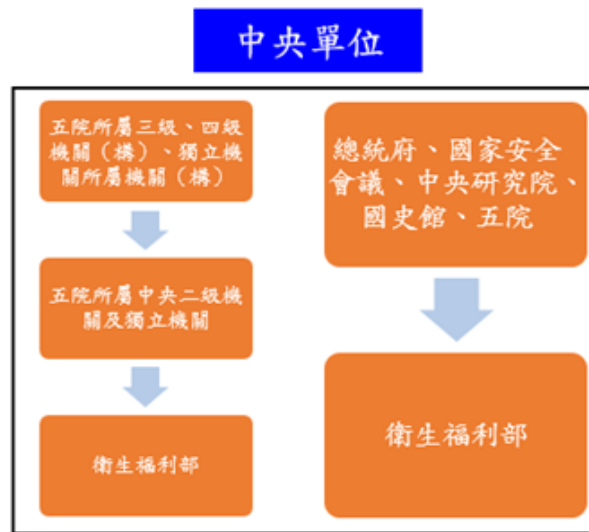 中央單位
五院所屬三級、四級
機關（構）、獨立機
關所屬機關（構）
五院所屬中央二級機
關及獨立機關
衛生福利部
總統府、國家安全
會議、中央研究院、
國史館、五院
衛生福利部